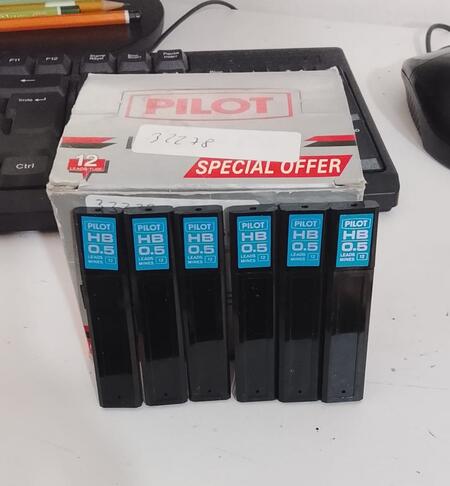 F11
F12
Pause
Insert
Ctrl
PILOT
32278
12
LEADS/TUBE
SPECIAL OFFER
PILOT
HB
0.5
LEADS
MINES 12
PILOT
HB
0.5
LEADS
MINES 12
PILOT
HB
0.5
LEADS
MINES 12
PILOT
HB
0.5
LEADS
MINES 12
PILOT
HB
0.5
LEADS
MINES 12
PILOT
HB
0.5
LEADS
MINES 12